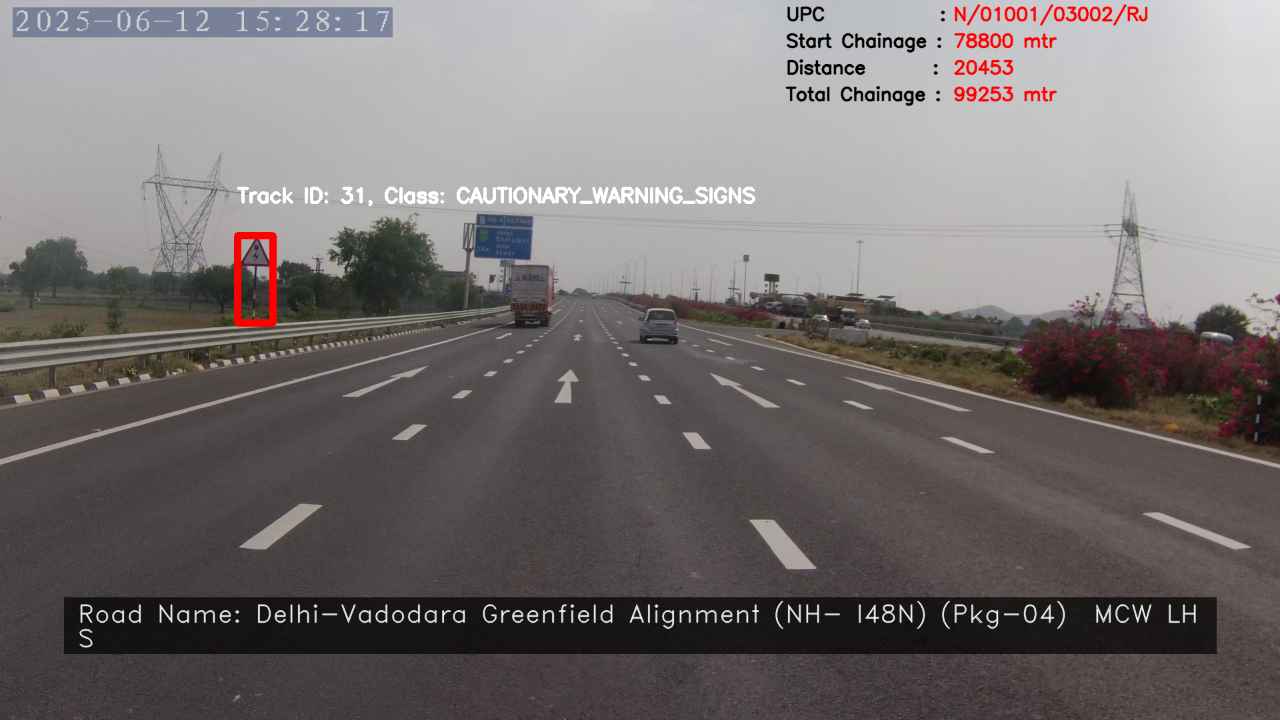 2025-06-12 15:28:17
UPC : N/01001/03002/RJ
Start Chainage : 78800 mtr
Distance : 20453
Total Chainage : 99253 mtr
Track ID: 31, Class: CAUTIONARY_WARNING_SIGNS
Road Name: Delhi-Vadodara Greenfield Alignment (NH- I48N) (Pkg-04) MCW LH
S